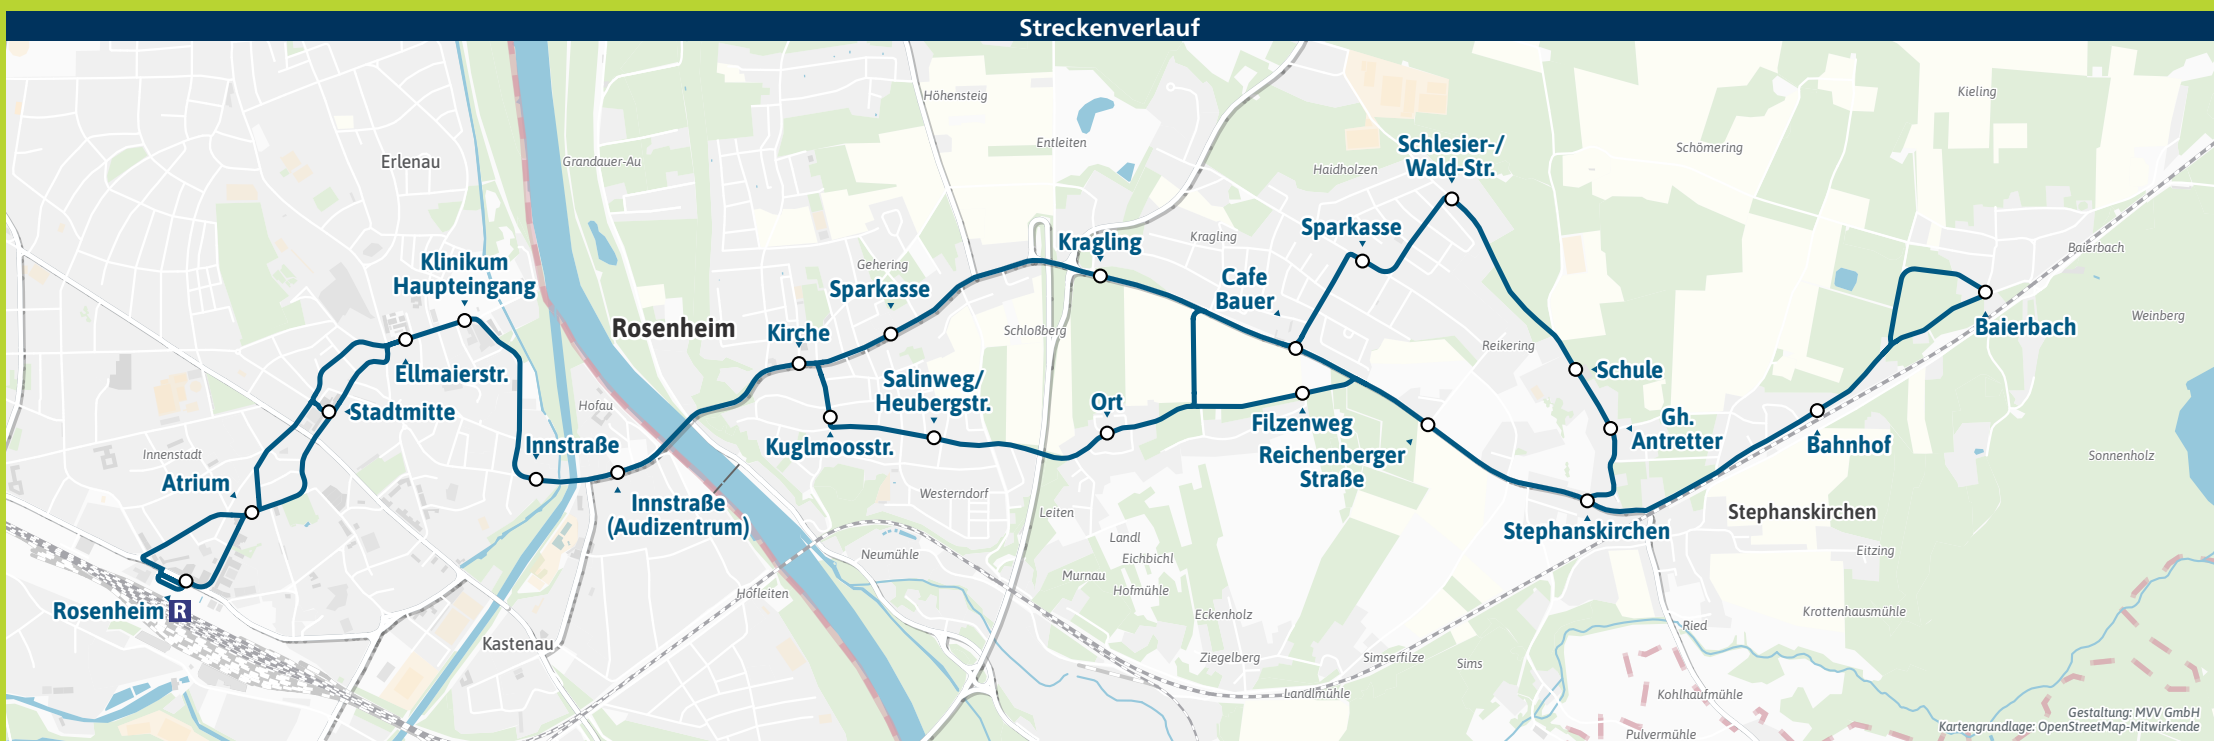 Streckenverlauf
Höhensteig
Kieling
Entleiten
Schlesier-/
Wald-Str.
Schömering
Erlenau
Grandauer-Au
Haidholzen
Sparkasse
Kragling
Kragling
Baierbach
Klinikum
Haupteingang
Gehering
Sparkasse
Cafe
Bauer
Rosenheim
Kirche
Schloßberg
Reikering
Weinberg
Baierbach
Ellmaierstr.
Salinweg/
Heubergstr.
Schule
Stadtmitte
Hofau
Ort
Filzenweg
Gh.
Antretter
Innenstadt
Innstraße
Kuglmoosstr.
Reichenberger
Straße
Bahnhof
Sonnenholz
Atrium
Westerndorf
Innstraße
(Audizentrum)
Leiten
Stephanskirchen
Stephanskirchen
Landl
Eichbichl
Neumühle
Eitzing
Murnau
Hofmühle
Höfleiten
Rosenheim R
Eckenholz
Krottenhausmühle
Ried
Kastenau
Ziegelberg
Simserfilze
Sims
Landlmühle
Kohlhaufmühle
Pulvermühle
Gestaltung: MVV GmbH
Kartengrundlage: OpenStreetMap-Mitwirkende